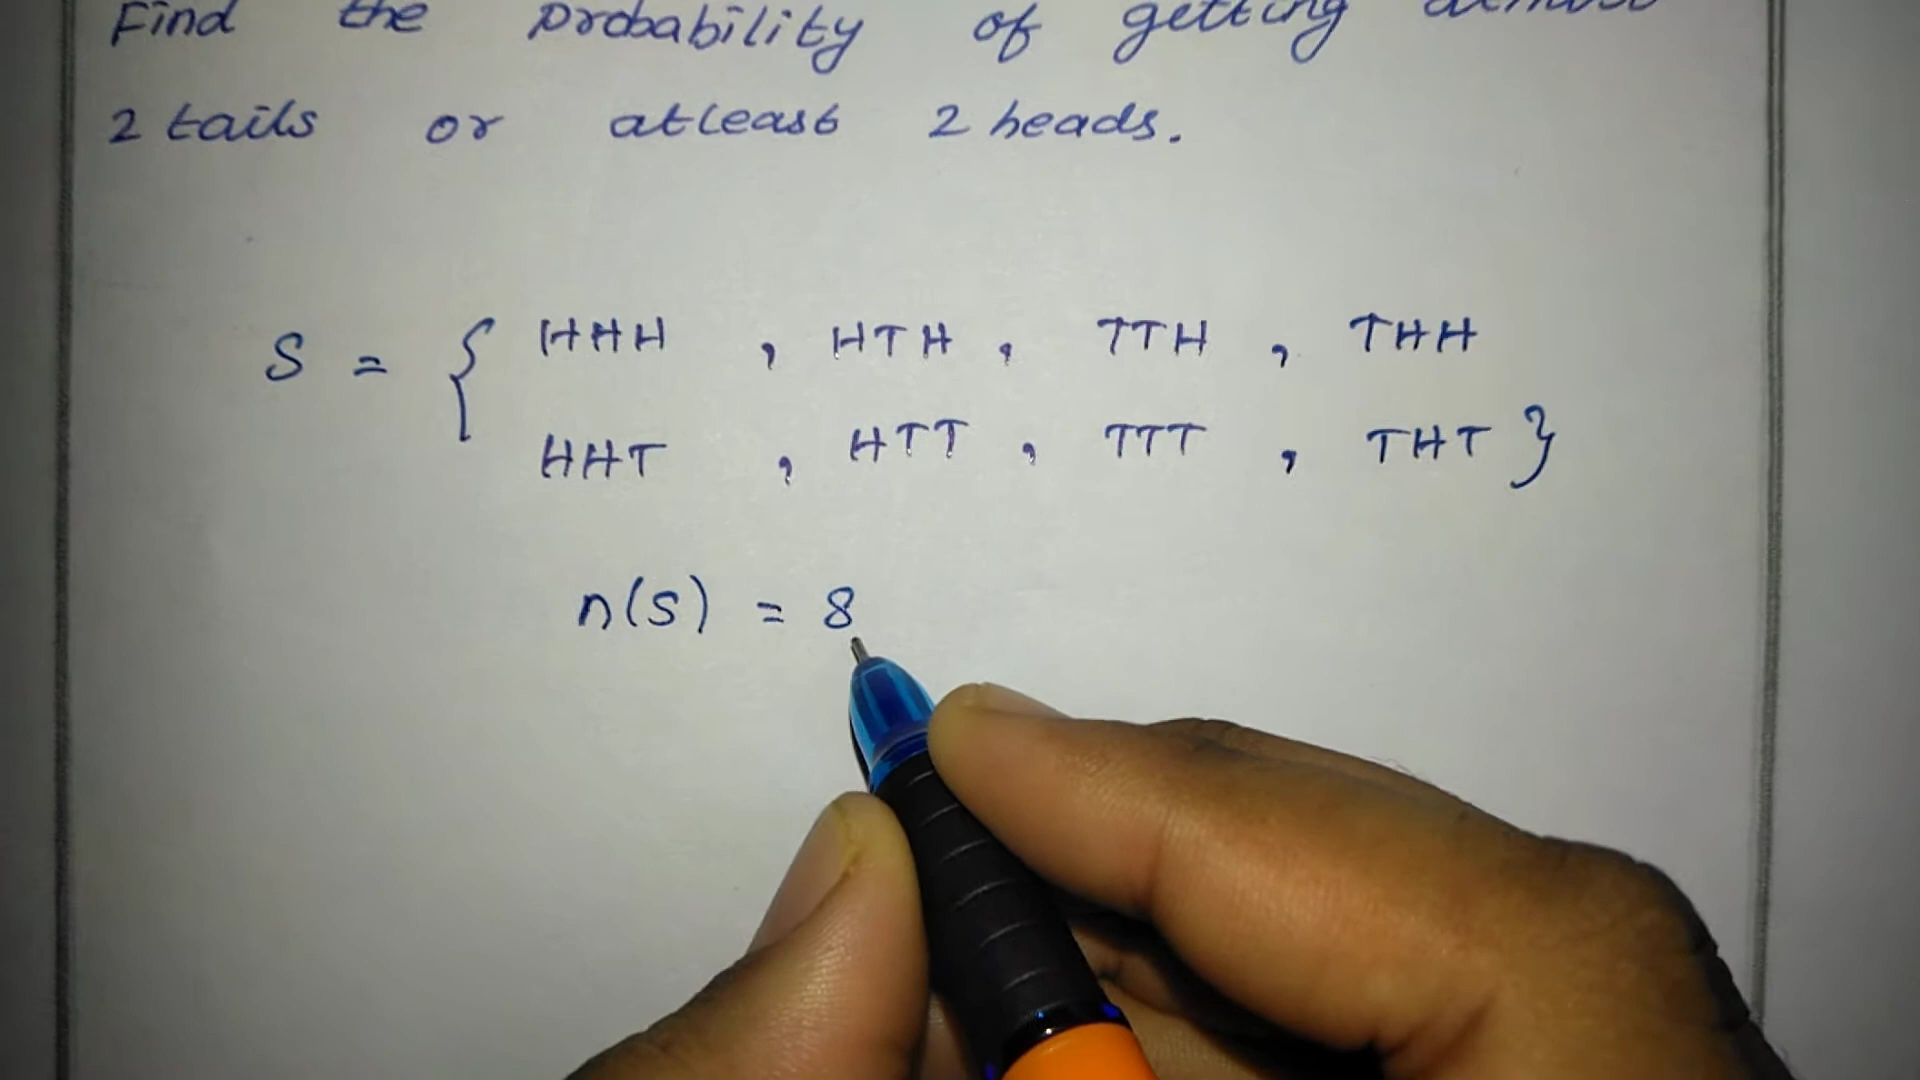 Find the probability of getting
2 tails or atleast 2 heads.
S = { HHH , HTH , TTH , THH
HHT , HTT , TTT , THT }
n(S) = 8